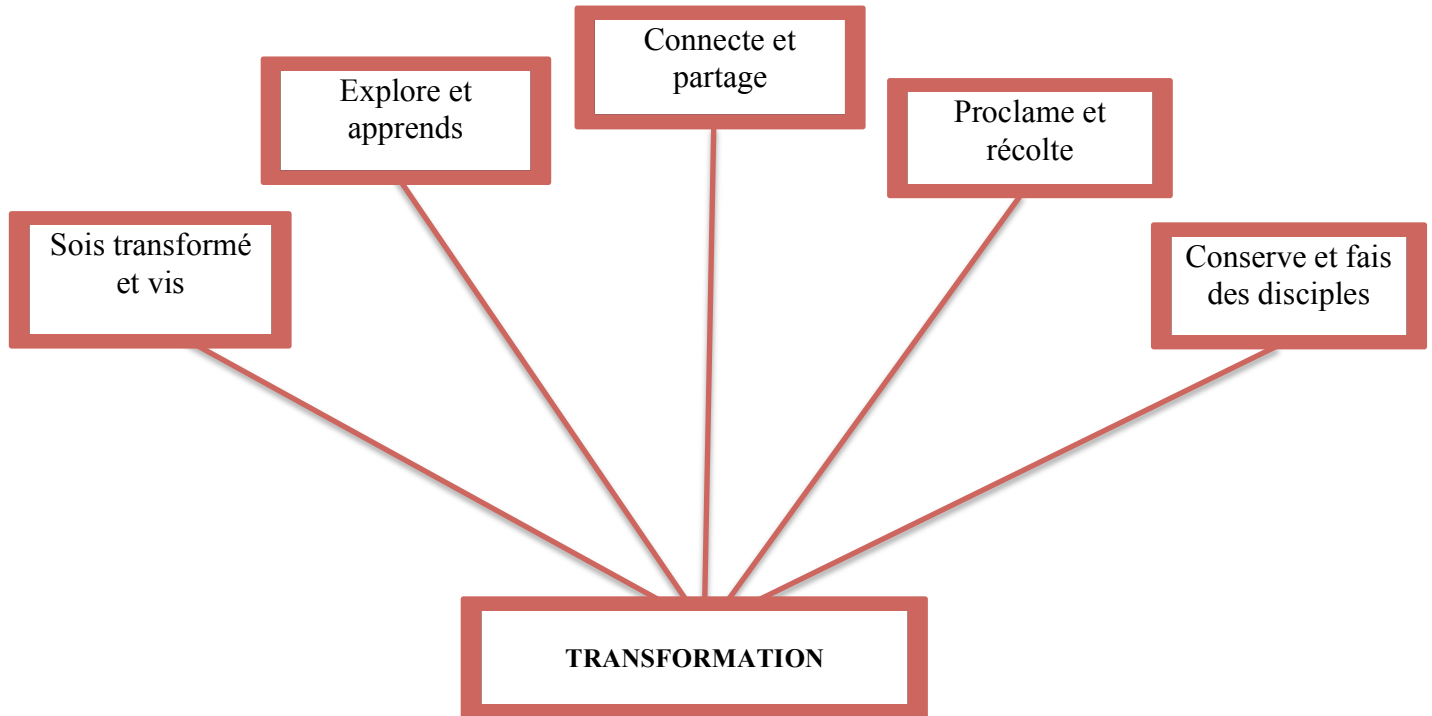 Sois transformé
et vis
Explore et
apprends
Connecte et
partage
Proclame et
récolte
Conserve et fais
des disciples
TRANSFORMATION